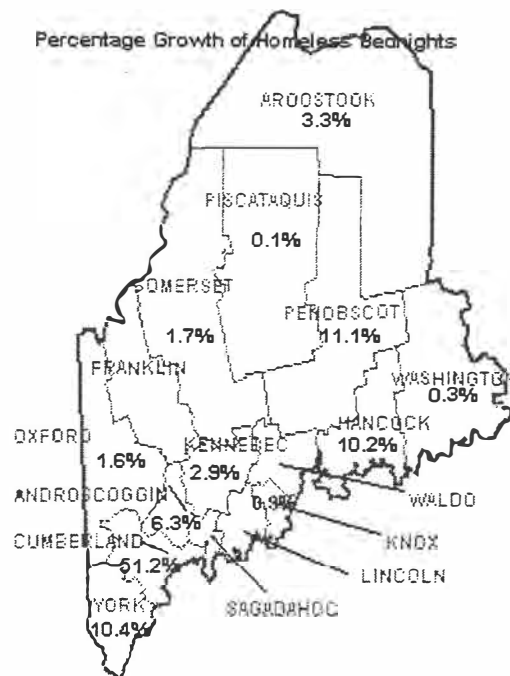 Percentage Growth of Homeless Bednights
AROOSTOOK
3.3%
PISCATAQUIS
0.1%
SOMERSET
1.7%
PENOBSCOT
11.1%
FRANKLIN
WASHINGTO
0.3%
HANCOCK
10.2%
OXFORD
1.6%
KENNEBEC
2.9%
WALDO
ANDROSCOGGIN
6.3%
0.9%
KNOX
CUMBERLAND
51.2%
LINCOLN
SAGADAHOC
YORK
10.4%